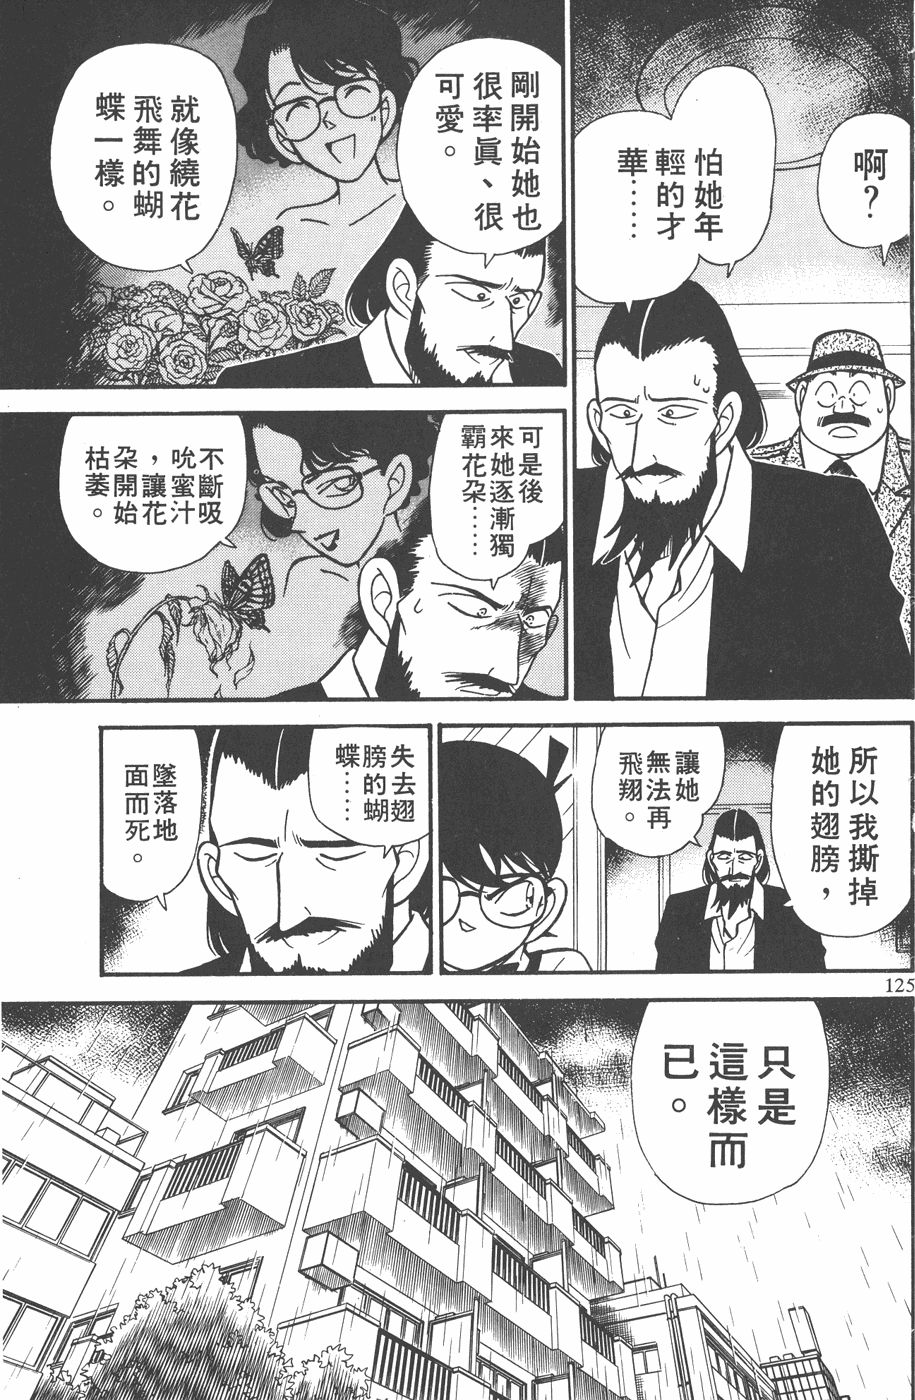 啊？
怕她年
輕的才
華……
剛開始她也
很率眞、很
可愛。
就像繞花
飛舞的蝴
蝶一樣。
可是後
來她逐漸獨
霸花朵……
不斷吸
吮蜜汁
，讓花
朵開始
枯萎。
所以我撕掉
她的翅膀，
讓她
無法再
飛翔。
失去翅
膀的蝴
蝶……
墜落地
面而死。
125
只是
這樣而
已。